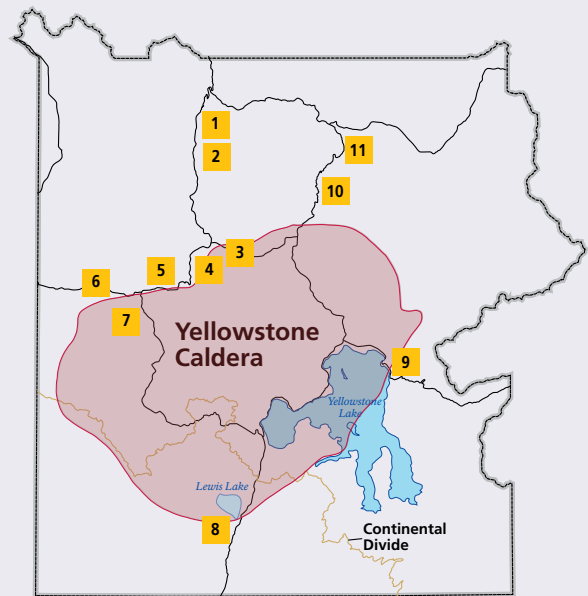 1
2
11
10
3
4
5
6
7
Yellowstone
Caldera
9
Yellowstone
Lake
Lewis Lake
8
Continental
Divide